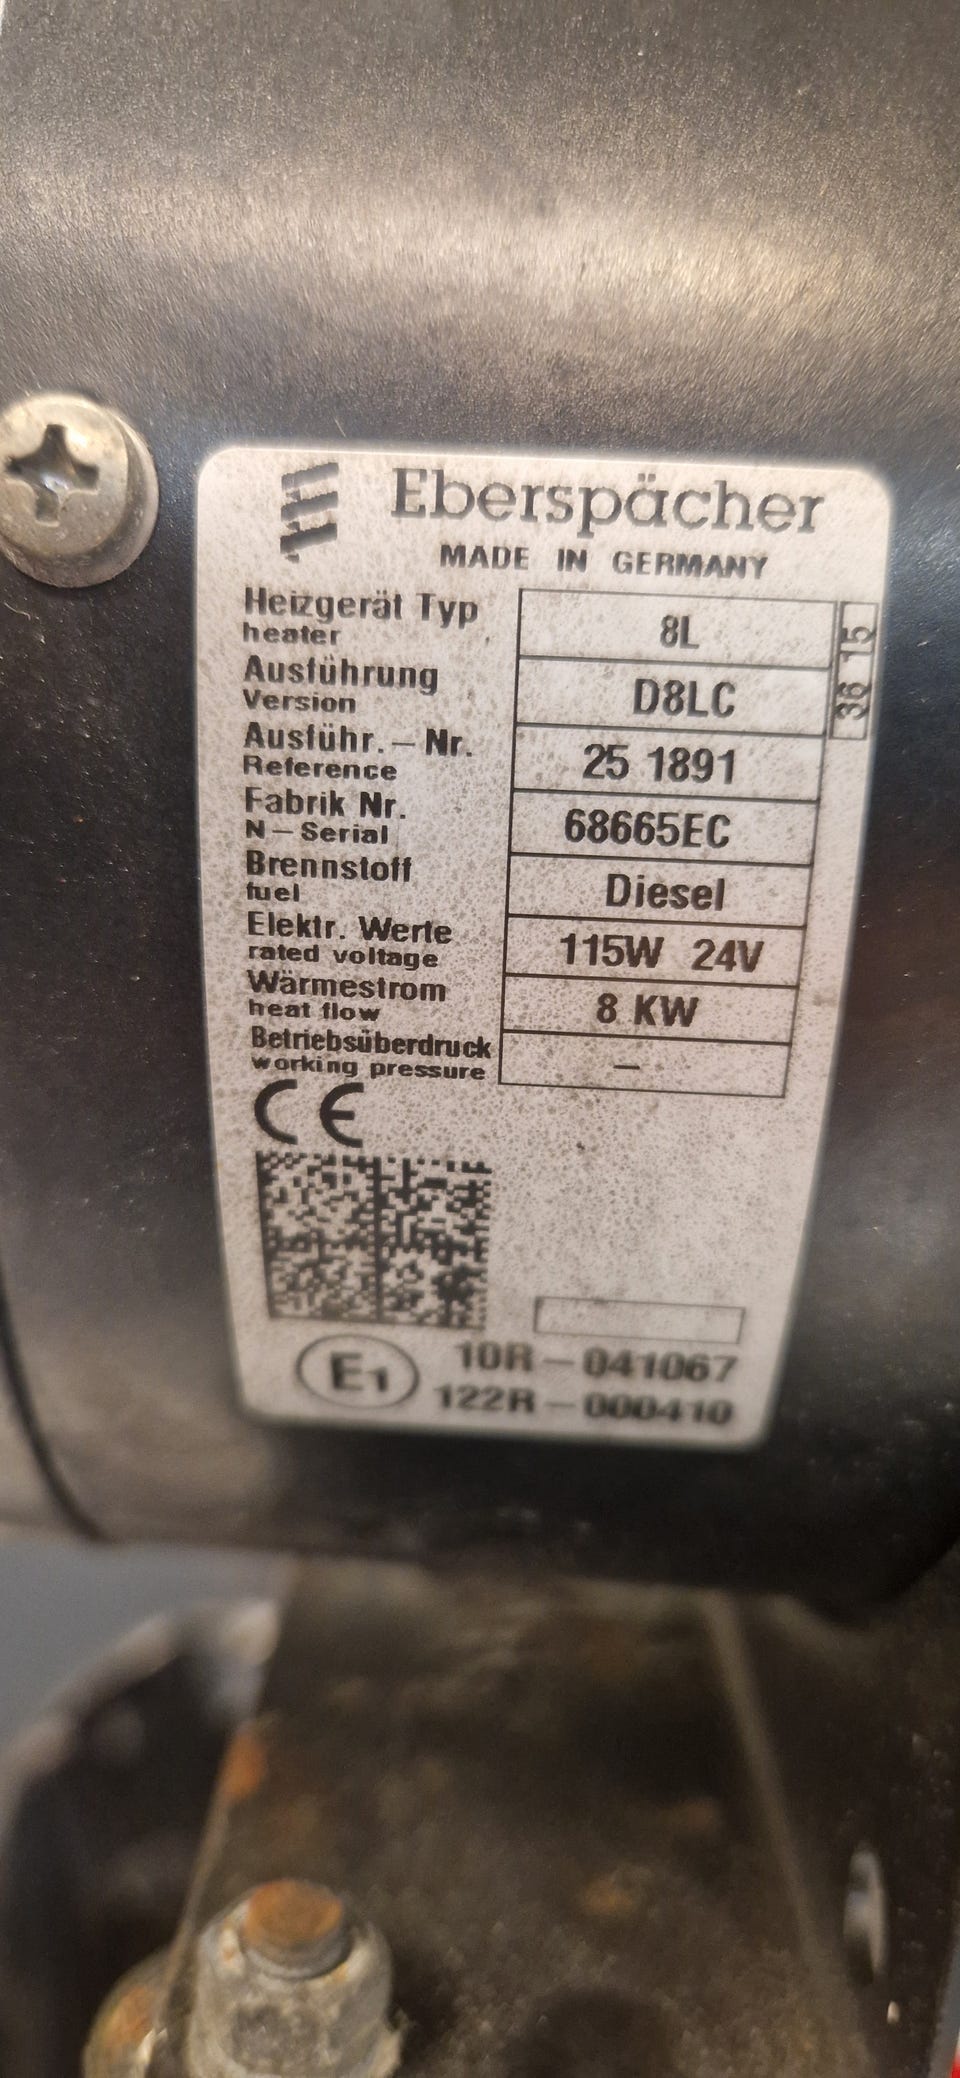 Eberspächer
MADE IN GERMANY
Heizgerät Typ 8L
heater
36 15
Ausführung D8LC
Version
Ausführ.-Nr. 25 1891
Reference
Fabrik Nr. 68665EC
N-Serial
Brennstoff Diesel
fuel
Elektr. Werte 115W 24V
rated voltage
Wärmestrom 8 KW
heat flow
Betriebsüberdruck –
working pressure
CE
E1 10R-041067
122R-000410